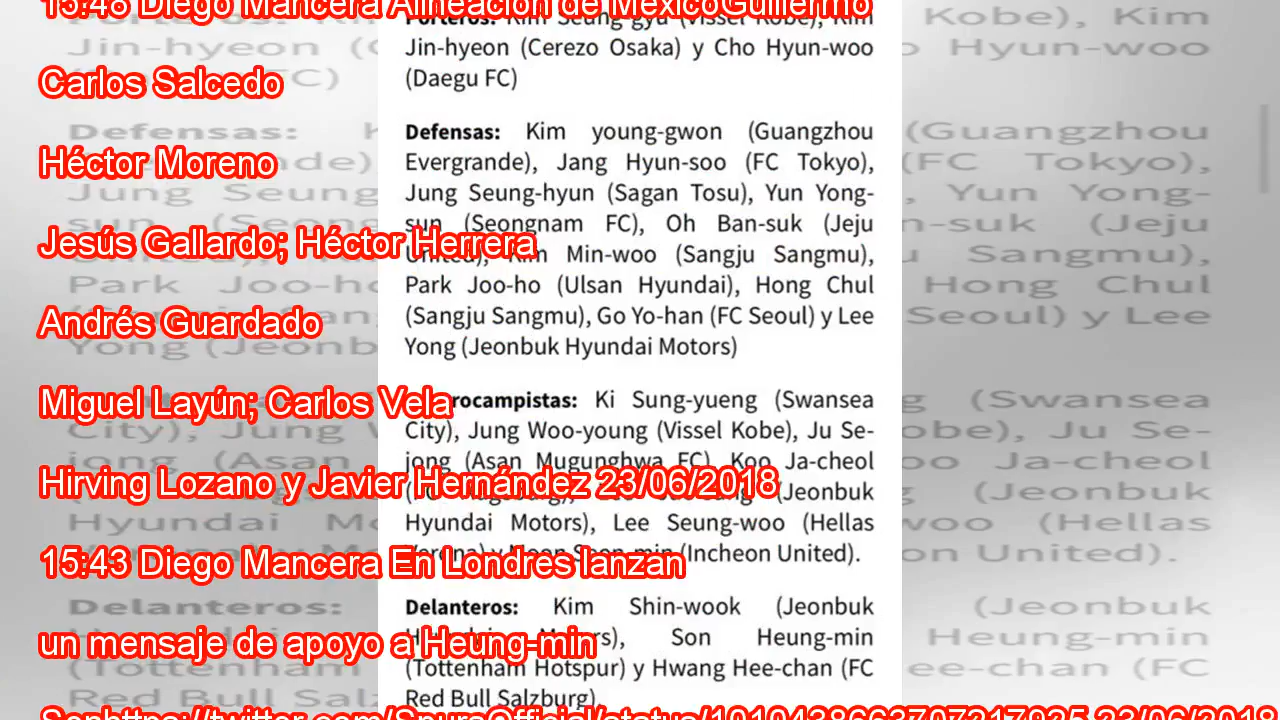 15:48 Diego Mancera Alineación de MéxicoGuillermo
Carlos Salcedo
Héctor Moreno
Jesús Gallardo; Héctor Herrera
Andrés Guardado
Miguel Layún; Carlos Vela
Hirving Lozano y Javier Hernández 23/06/2018
15:43 Diego Mancera En Londres lanzan
un mensaje de apoyo a Heung-min
Porteros: Kim Seung-gyu (Vissel Kobe), Kim
Jin-hyeon (Cerezo Osaka) y Cho Hyun-woo
(Daegu FC)
Defensas: Kim young-gwon (Guangzhou
Evergrande), Jang Hyun-soo (FC Tokyo),
Jung Seung-hyun (Sagan Tosu), Yun Yong-
sun (Seongnam FC), Oh Ban-suk (Jeju
United), Kim Min-woo (Sangju Sangmu),
Park Joo-ho (Ulsan Hyundai), Hong Chul
(Sangju Sangmu), Go Yo-han (FC Seoul) y Lee
Yong (Jeonbuk Hyundai Motors)
Ki Sung-yueng (Swansea
City), Jung Woo-young (Vissel Kobe), Ju Se-
jong (Asan Mugunghwa FC), Koo Ja-cheol
(Jeonbuk
Hyundai Motors), Lee Seung-woo (Hellas
Verona) y Moon Seon-min (Incheon United).
Delanteros: Kim Shin-wook (Jeonbuk
Son Heung-min
(Tottenham Hotspur) y Hwang Hee-chan (FC
Red Bull Salzburg)